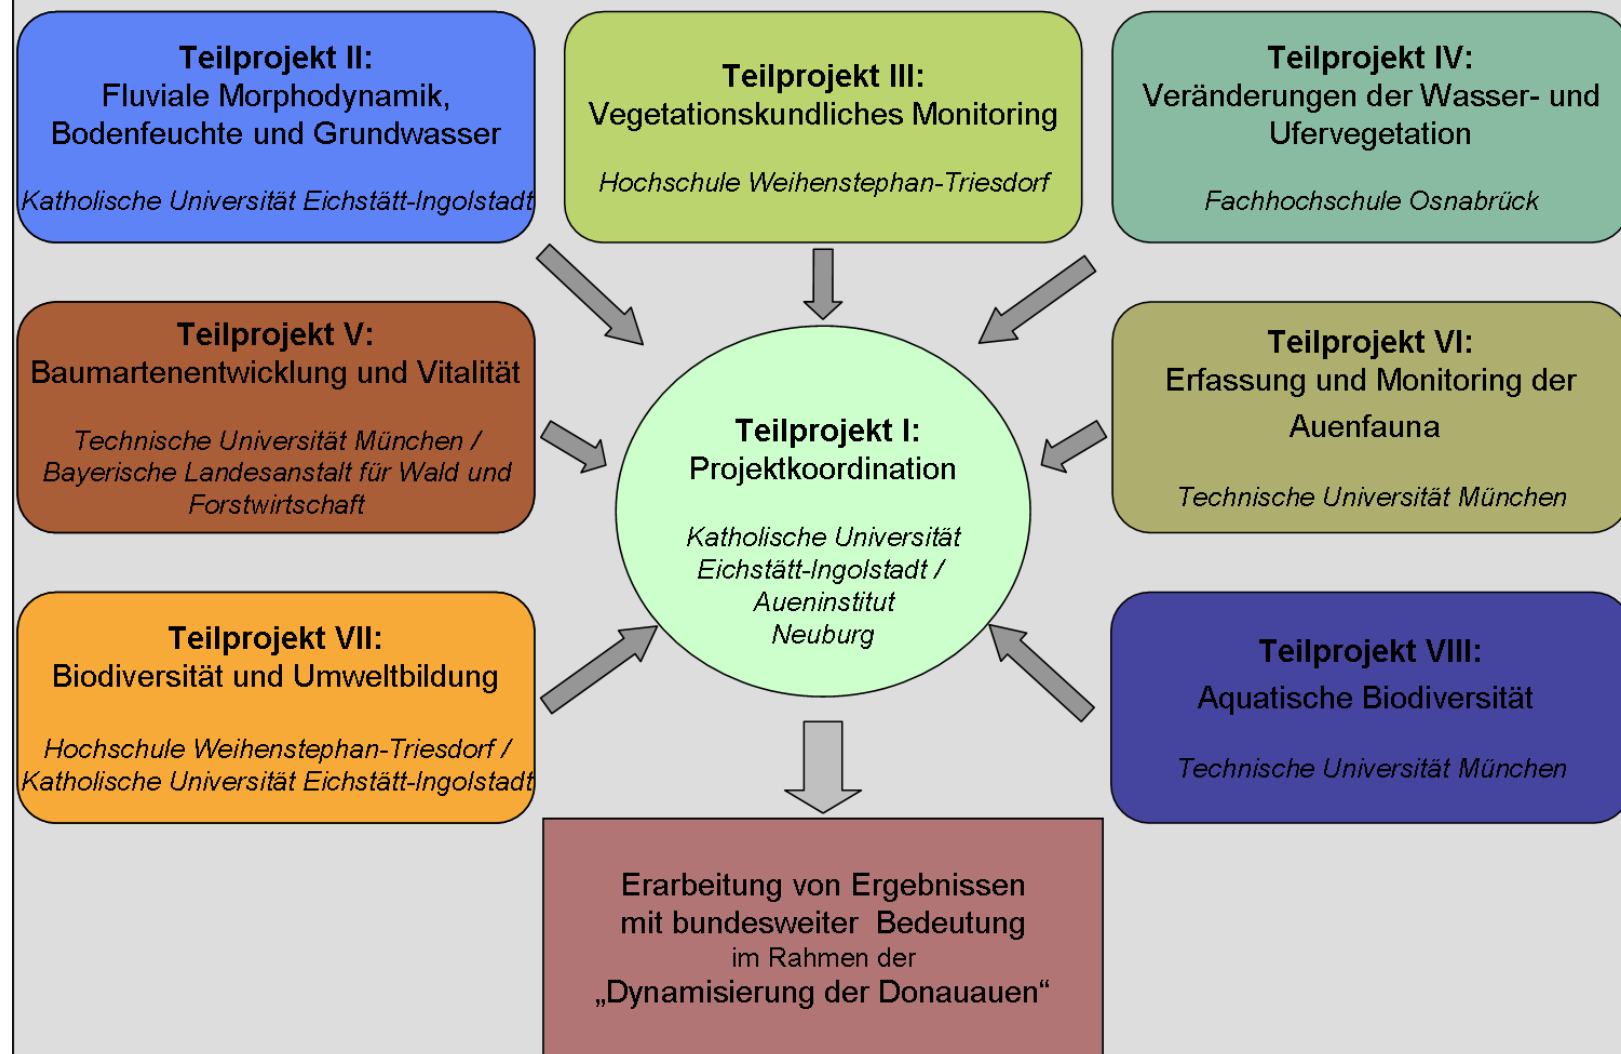 Teilprojekt II:
Fluviale Morphodynamik,
Bodenfeuchte und Grundwasser
Katholische Universität Eichstätt-Ingolstadt
Teilprojekt III:
Vegetationskundliches Monitoring
Hochschule Weihenstephan-Triesdorf
Teilprojekt IV:
Veränderungen der Wasser- und
Ufervegetation
Fachhochschule Osnabrück
Teilprojekt V:
Baumartenentwicklung und Vitalität
Technische Universität München /
Bayerische Landesanstalt für Wald und
Forstwirtschaft
Teilprojekt I:
Projektkoordination
Katholische Universität
Eichstätt-Ingolstadt /
Aueninstitut
Neuburg
Teilprojekt VI:
Erfassung und Monitoring der
Auenfauna
Technische Universität München
Teilprojekt VII:
Biodiversität und Umweltbildung
Hochschule Weihenstephan-Triesdorf /
Katholische Universität Eichstätt-Ingolstadt
Teilprojekt VIII:
Aquatische Biodiversität
Technische Universität München
Erarbeitung von Ergebnissen
mit bundesweiter Bedeutung
im Rahmen der
„Dynamisierung der Donauauen“